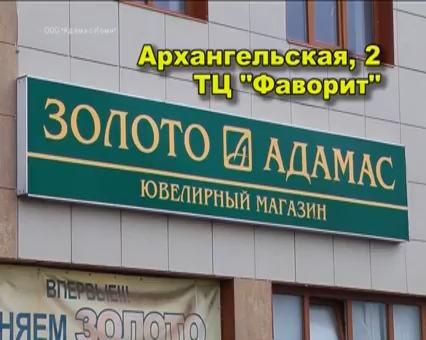 Архангельская, 2
ТЦ "Фаворит"
ЗОЛОТО АДАМАС
ЮВЕЛИРНЫЙ МАГАЗИН
ВПЕРВЫЕ!!!
НЯЕМ ЗОЛОТО